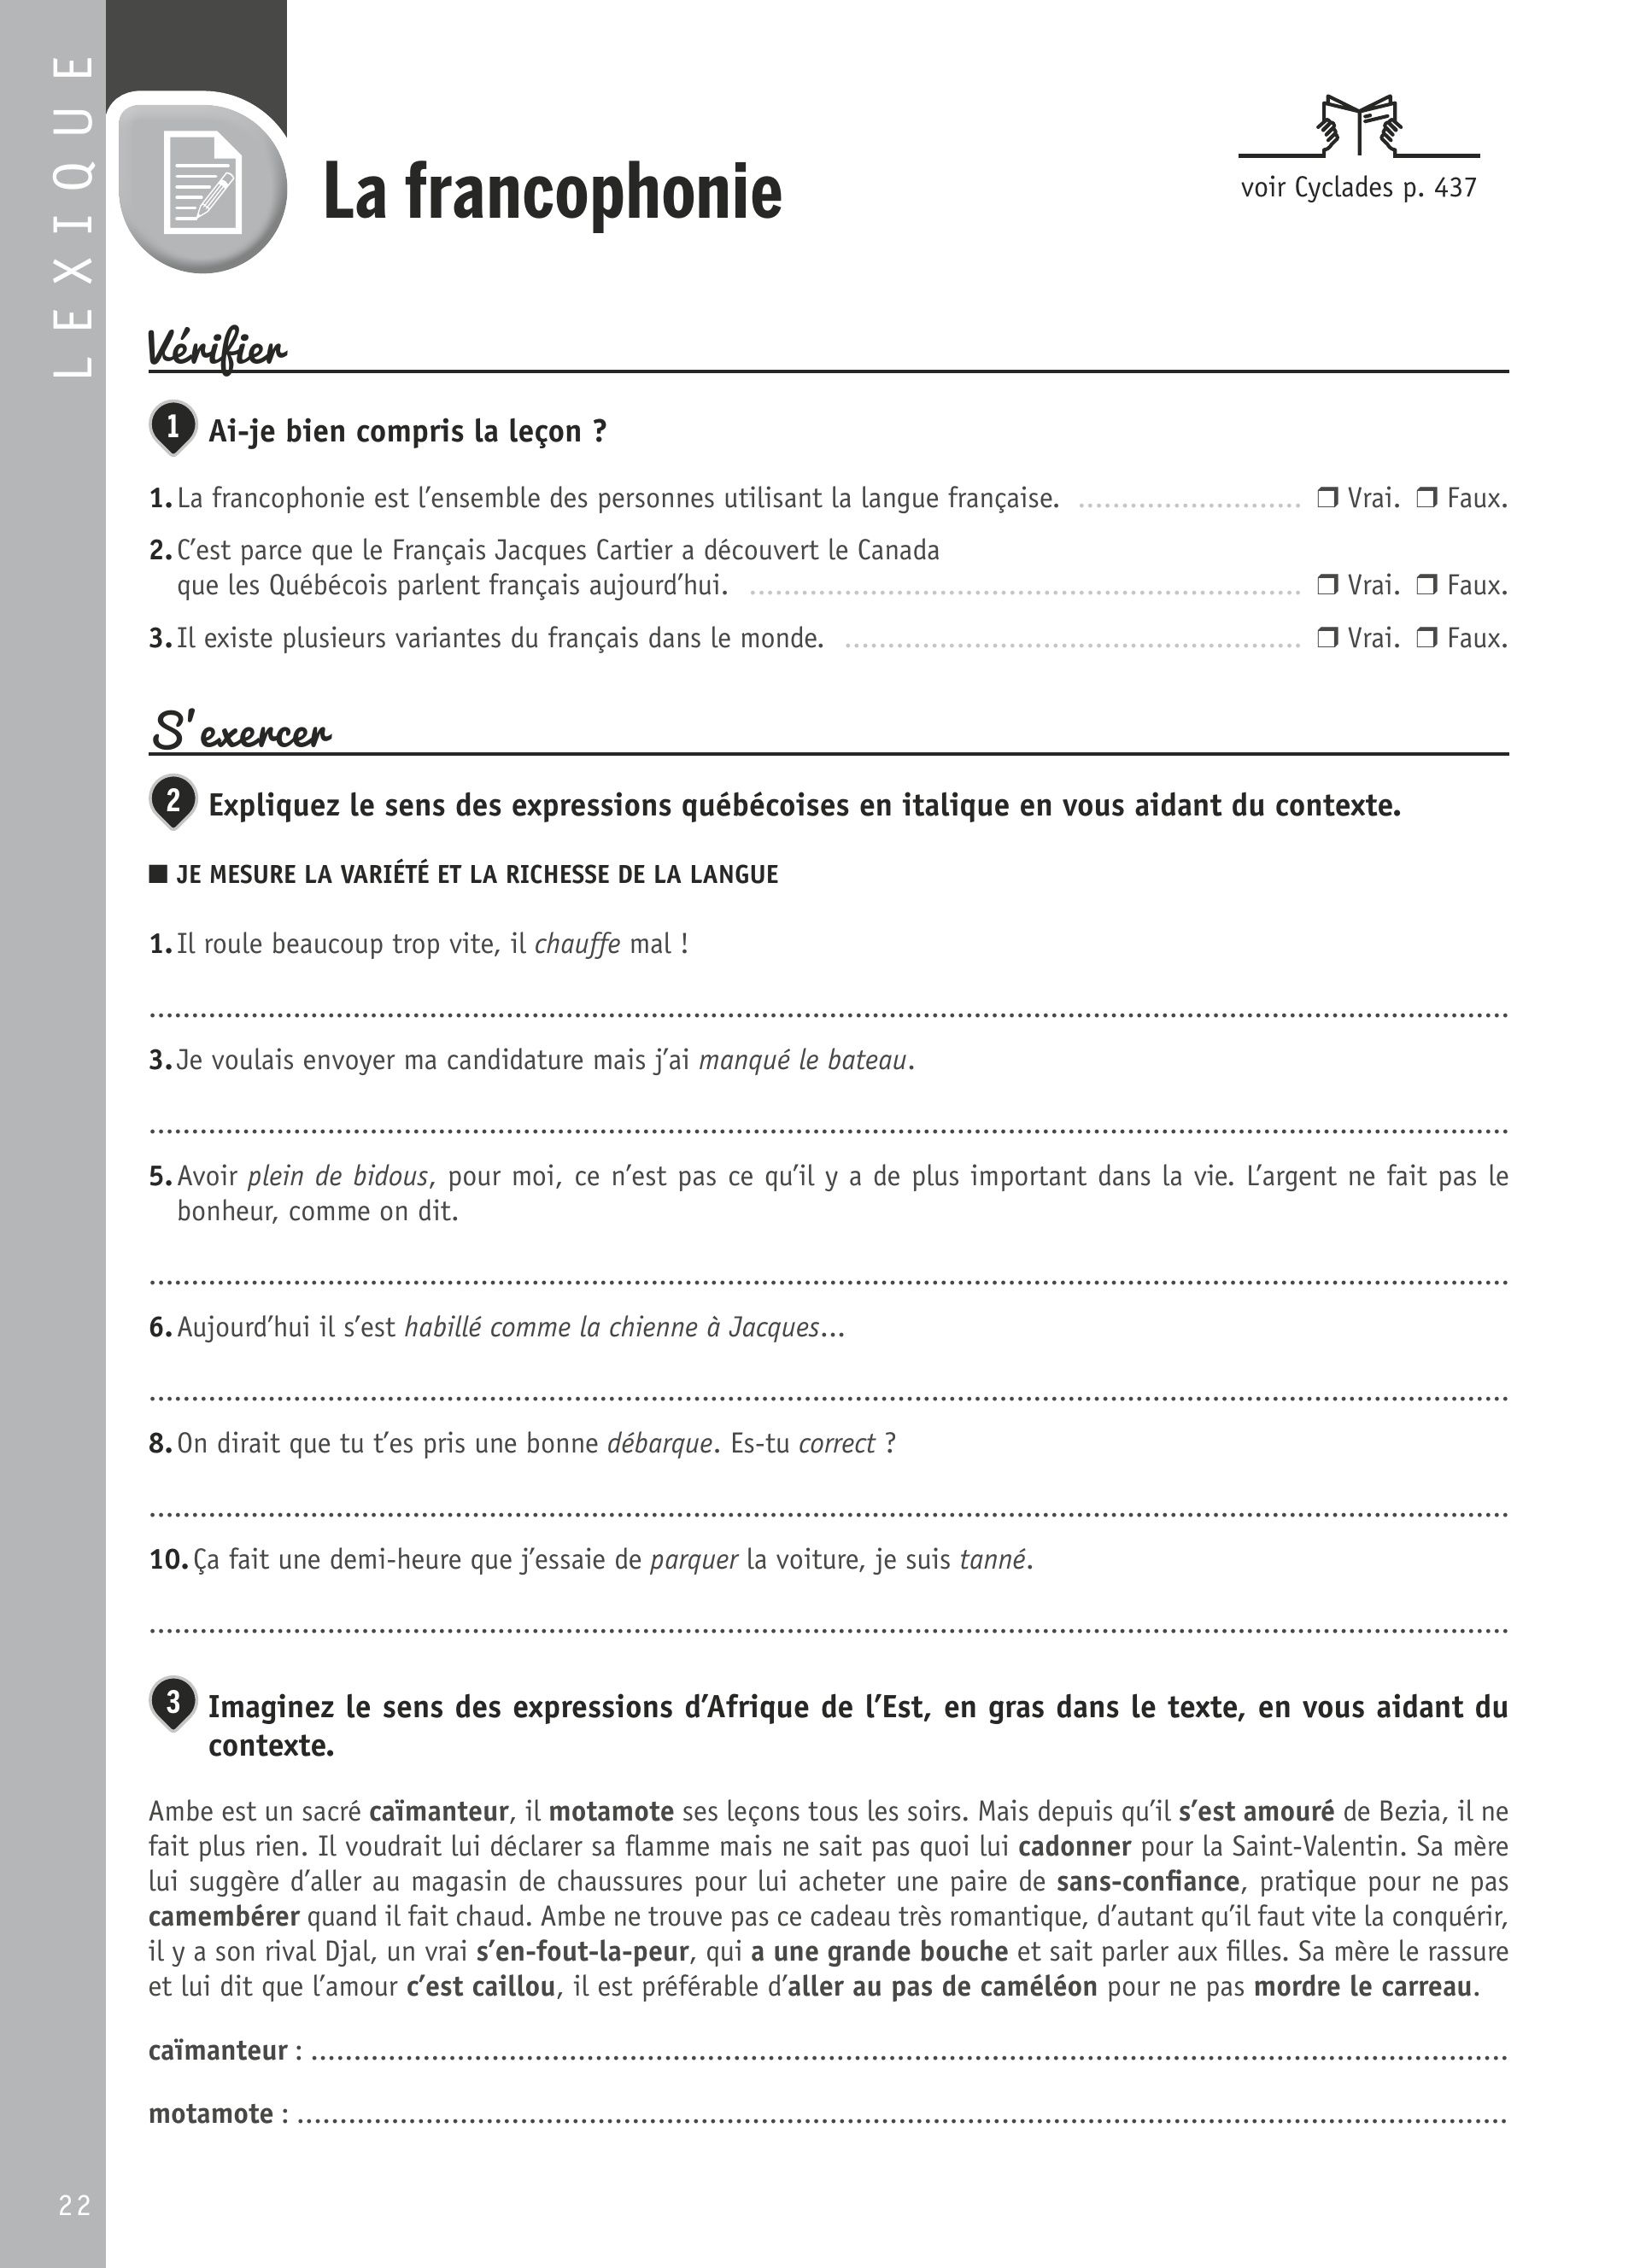 LEXIQUE
La francophonie
voir Cyclades p. 437
Vérifier
1 Ai-je bien compris la leçon ?
1. La francophonie est l’ensemble des personnes utilisant la langue française. .......................... ❒ Vrai. ❒ Faux.
2. C’est parce que le Français Jacques Cartier a découvert le Canada
que les Québécois parlent français aujourd’hui. ................................................................ ❒ Vrai. ❒ Faux.
3. Il existe plusieurs variantes du français dans le monde. ..................................................... ❒ Vrai. ❒ Faux.
S’exercer
2 Expliquez le sens des expressions québécoises en italique en vous aidant du contexte.
■ JE MESURE LA VARIÉTÉ ET LA RICHESSE DE LA LANGUE
1. Il roule beaucoup trop vite, il chauffe mal !
3. Je voulais envoyer ma candidature mais j’ai manqué le bateau.
5. Avoir plein de bidous, pour moi, ce n’est pas ce qu’il y a de plus important dans la vie. L’argent ne fait pas le
bonheur, comme on dit.
6. Aujourd’hui il s’est habillé comme la chienne à Jacques...
8. On dirait que tu t’es pris une bonne débarque. Es-tu correct ?
10. Ça fait une demi-heure que j’essaie de parquer la voiture, je suis tanné.
3 Imaginez le sens des expressions d’Afrique de l’Est, en gras dans le texte, en vous aidant du
contexte.
Ambe est un sacré caïmanteur, il motamote ses leçons tous les soirs. Mais depuis qu’il s’est amouré de Bezia, il ne
fait plus rien. Il voudrait lui déclarer sa flamme mais ne sait pas quoi lui cadonner pour la Saint-Valentin. Sa mère
lui suggère d’aller au magasin de chaussures pour lui acheter une paire de sans-confiance, pratique pour ne pas
camembérer quand il fait chaud. Ambe ne trouve pas ce cadeau très romantique, d’autant qu’il faut vite la conquérir,
il y a son rival Djal, un vrai s’en-fout-la-peur, qui a une grande bouche et sait parler aux filles. Sa mère le rassure
et lui dit que l’amour c’est caillou, il est préférable d’aller au pas de caméléon pour ne pas mordre le carreau.
caïmanteur : ..........................................................................................
motamote : ..........................................................................................
22